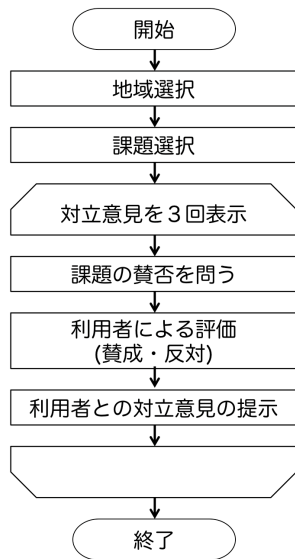 開始
地域選択
課題選択
対立意見を3回表示
課題の賛否を問う
利用者による評価
(賛成・反対)
利用者との対立意見の提示
終了